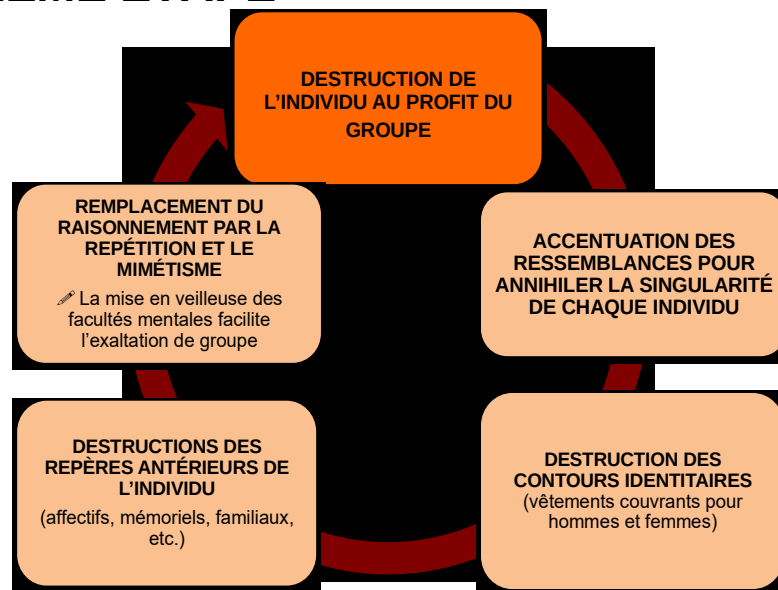 DESTRUCTION DE
L’INDIVIDU AU PROFIT DU
GROUPE
ACCENTUATION DES
RESSEMBLANCES POUR
ANNIHILER LA SINGULARITÉ
DE CHAQUE INDIVIDU
DESTRUCTION DES
CONTOURS IDENTITAIRES
(vêtements couvrants pour
hommes et femmes)
DESTRUCTIONS DES
REPÈRES ANTÉRIEURS DE
L’INDIVIDU
(affectifs, mémoriels, familiaux,
etc.)
REMPLACEMENT DU
RAISONNEMENT PAR LA
REPÉTITION ET LE
MIMÉTISME
La mise en veilleuse des
facultés mentales facilite
l’exaltation de groupe